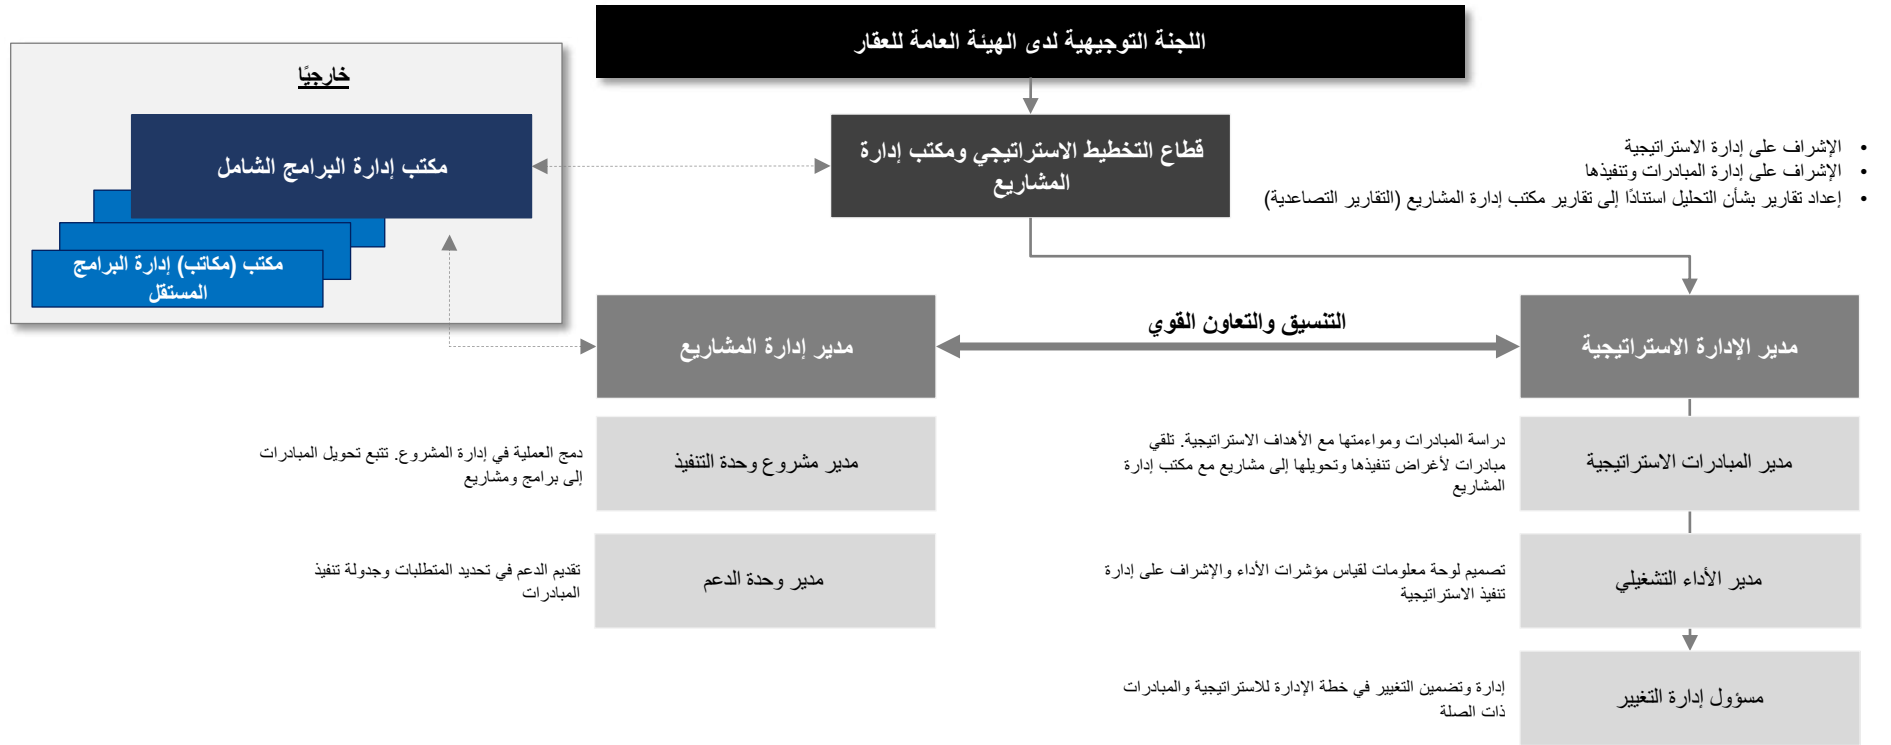 اللجنة التوجيهية لدى الهيئة العامة للعقار
خارجيًا
مكتب إدارة البرامج الشامل
مكتب (مكاتب) إدارة البرامج
المستقل
قطاع التخطيط الاستراتيجي ومكتب إدارة
المشاريع
• الإشراف على إدارة الاستراتيجية
• الإشراف على إدارة المبادرات وتنفيذها
• إعداد تقارير بشأن التحليل استنادًا إلى تقارير مكتب إدارة المشاريع (التقارير التصاعدية)
مدير الإدارة الاستراتيجية
التنسيق والتعاون القوي
مدير إدارة المشاريع
مدير المبادرات الاستراتيجية
دراسة المبادرات ومواءمتها مع الأهداف الاستراتيجية. تلقي
مبادرات لأغراض تنفيذها وتحويلها إلى مشاريع مع مكتب إدارة
المشاريع
مدير مشروع وحدة التنفيذ
دمج العملية في إدارة المشروع. تتبع تحويل المبادرات
إلى برامج ومشاريع
مدير الأداء التشغيلي
تصميم لوحة معلومات لقياس مؤشرات الأداء والإشراف على إدارة
تنفيذ الاستراتيجية
مدير وحدة الدعم
تقديم الدعم في تحديد المتطلبات وجدولة تنفيذ
المبادرات
مسؤول إدارة التغيير
إدارة وتضمين التغيير في خطة الإدارة للاستراتيجية والمبادرات
ذات الصلة